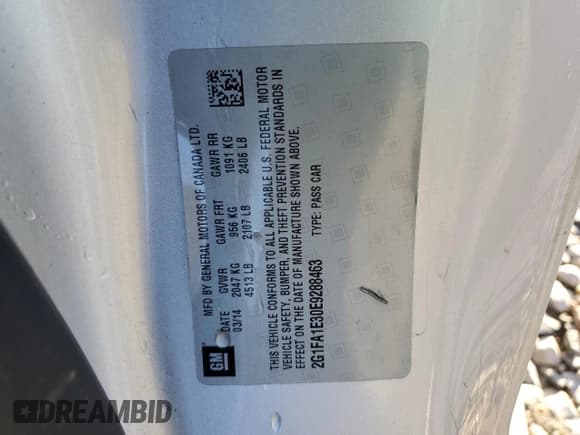 MFD BY GENERAL MOTORS OF CANADA LTD.
DATE GVWR GAWR FRT GAWR RR
03/14 2047 KG 956 KG 1091 KG
4513 LB 2107 LB 2406 LB
THIS VEHICLE CONFORMS TO ALL APPLICABLE U.S. FEDERAL MOTOR
VEHICLE SAFETY, BUMPER, AND THEFT PREVENTION STANDARDS IN
EFFECT ON THE DATE OF MANUFACTURE SHOWN ABOVE.
TYPE: PASS CAR
2G1FA1E30E9288463
GM
DREAMBID